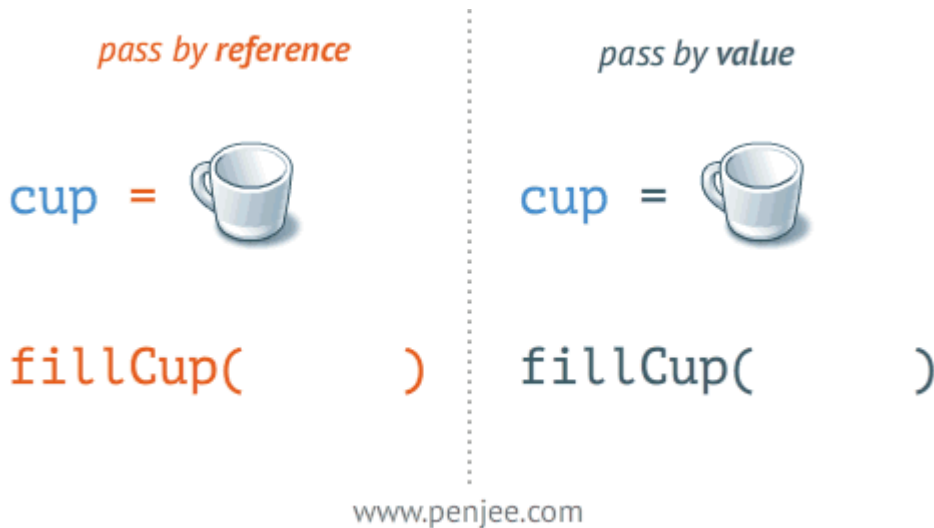 pass by reference
cup =
fillCup( )
pass by value
cup =
fillCup( )
www.penjee.com